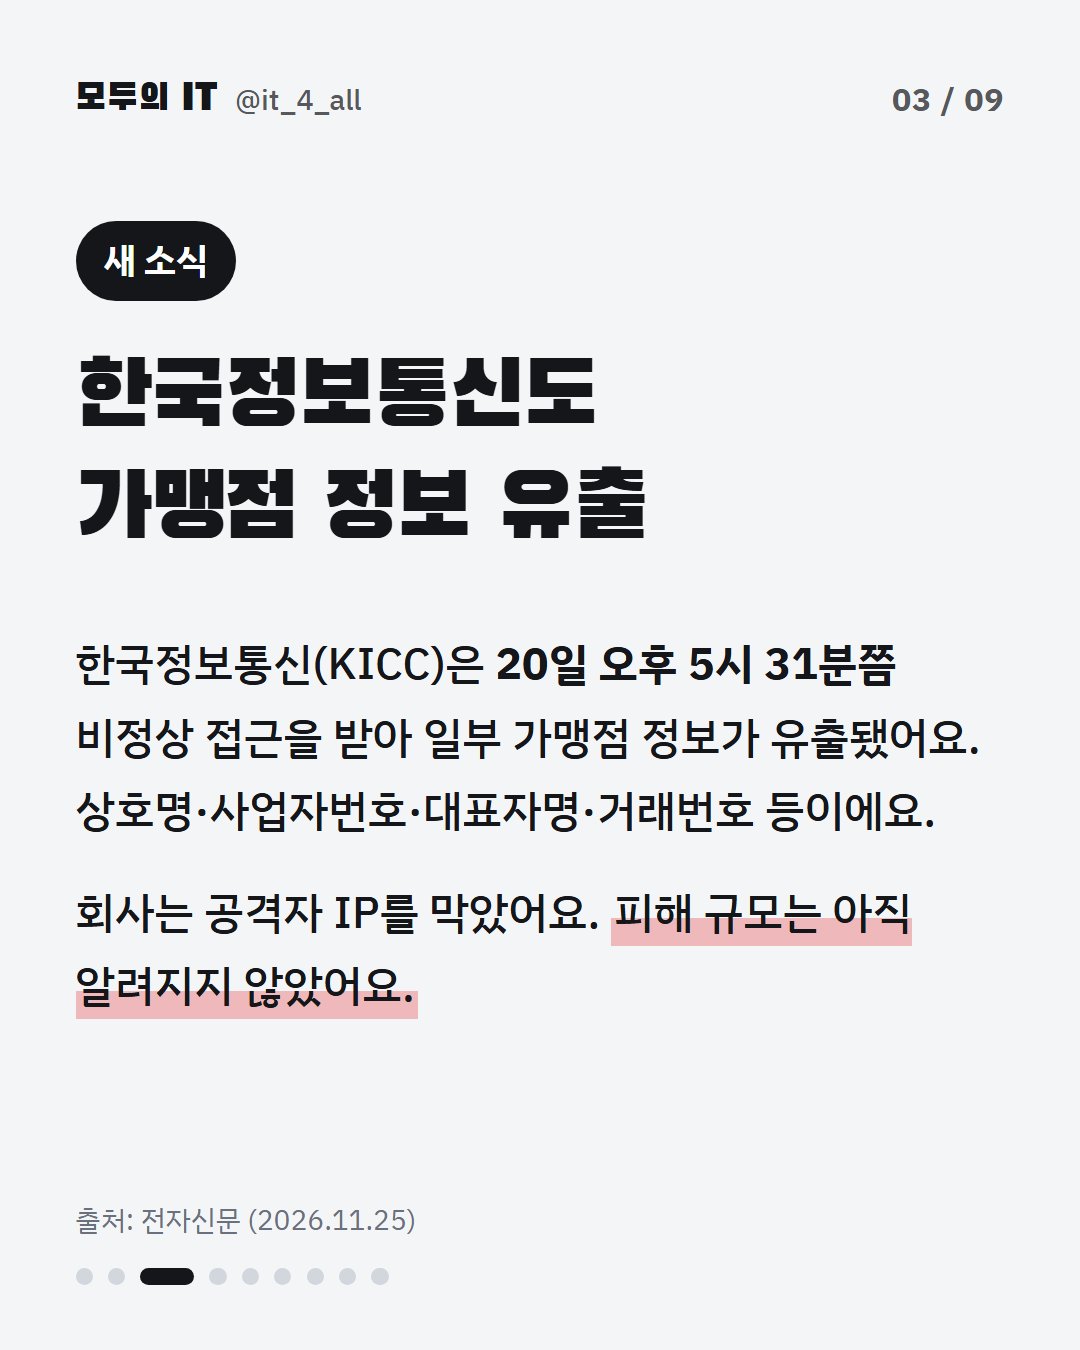 모두의 IT @it_4_all
03 / 09
새 소식
한국정보통신도
가맹점 정보 유출
한국정보통신(KICC)은 20일 오후 5시 31분쯤
비정상 접근을 받아 일부 가맹점 정보가 유출됐어요.
상호명·사업자번호·대표자명·거래번호 등이에요.
회사는 공격자 IP를 막았어요. 피해 규모는 아직
알려지지 않았어요.
출처: 전자신문 (2026.11.25)